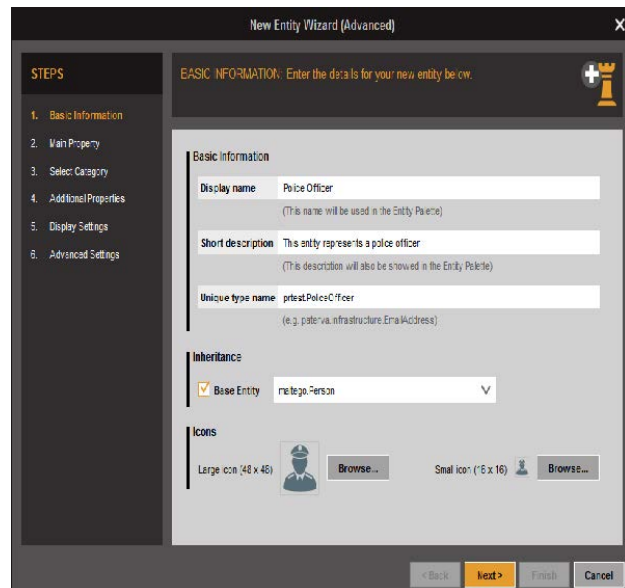 New Entity Wizard (Advanced)
X
STEPS
1. Basic Information
2. Main Property
3. Select Category
4. Additional Properties
5. Display Settings
6. Advanced Settings
BASIC INFORMATION: Enter the details for your new entity below.
Basic Information
Display name Police Officer
(This name will be used in the Entity Palette)
Short description This entity represents a police officer
(This description will also be showed in the Entity Palette)
Unique type name prtest.PoliceOfficer
(e.g. paterva.infrastructure.EmailAddress)
Inheritance
Base Entity maltego.Person
Icons
Large icon (48 x 48) Browse... Small icon (16 x 16) Browse...
< Back Next > Finish Cancel